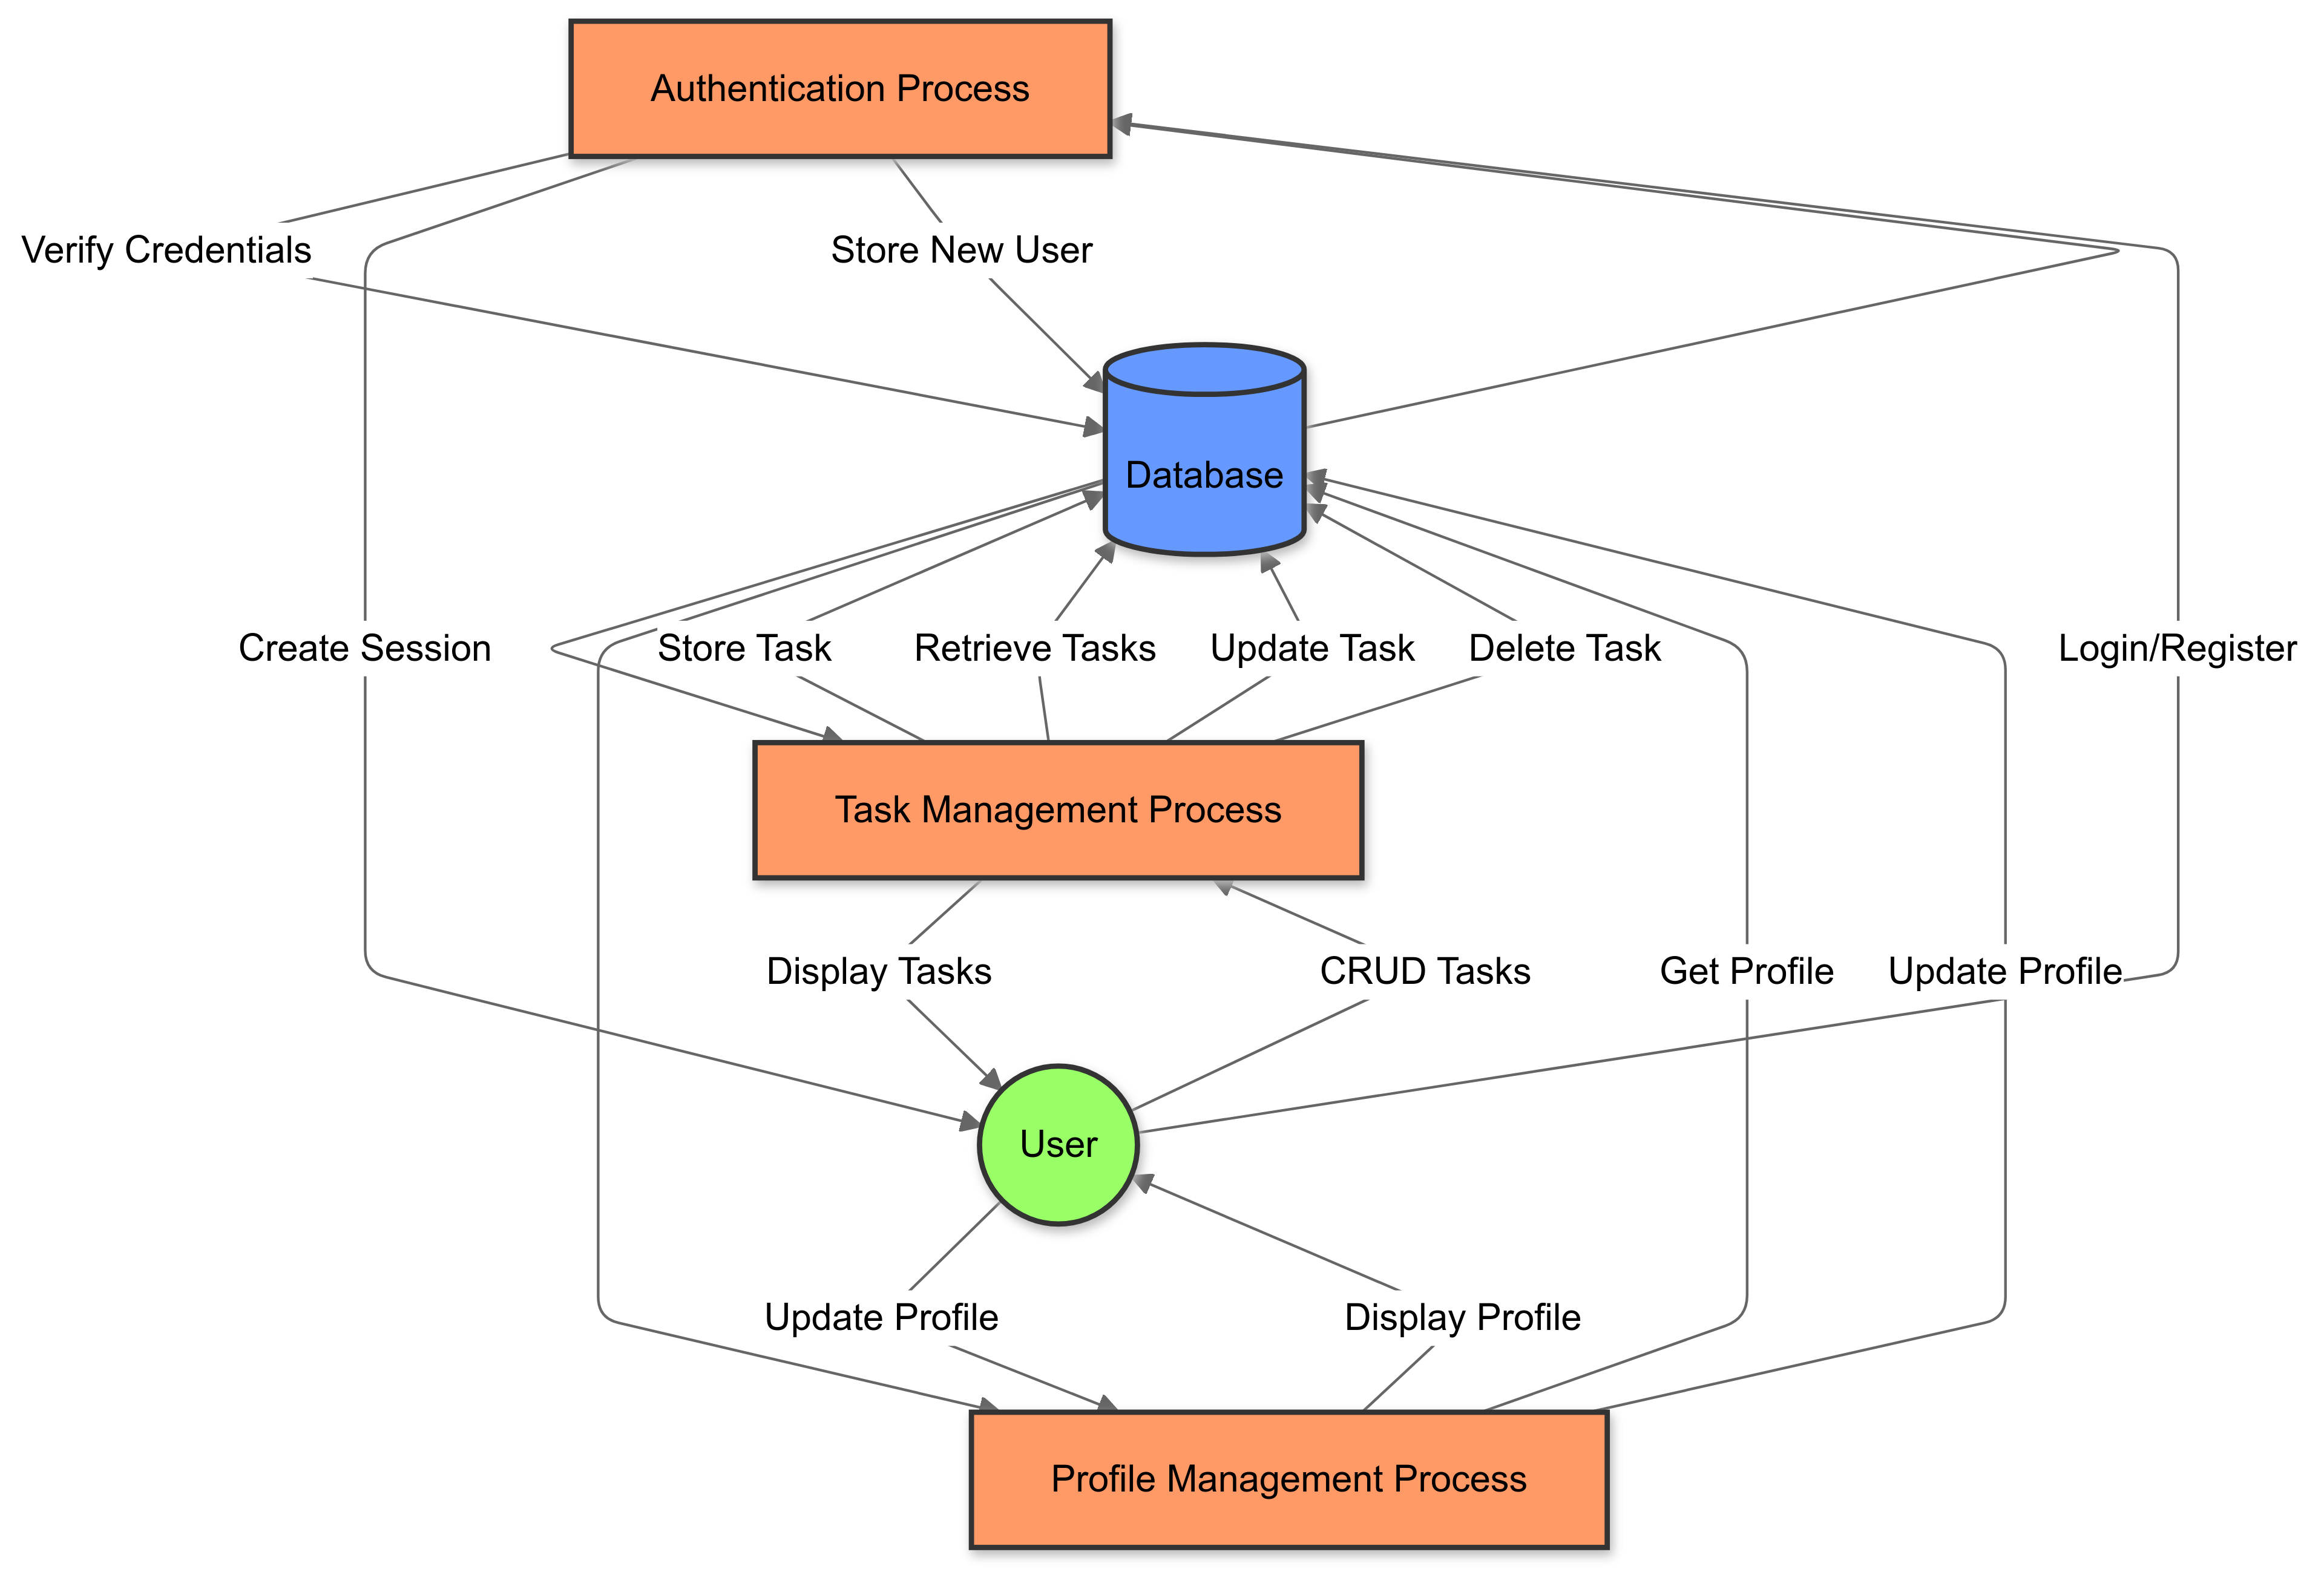 Authentication Process
Verify Credentials
Store New User
Database
Create Session
Store Task
Retrieve Tasks
Update Task
Delete Task
Login/Register
Task Management Process
Display Tasks
CRUD Tasks
Get Profile
Update Profile
User
Update Profile
Display Profile
Profile Management Process